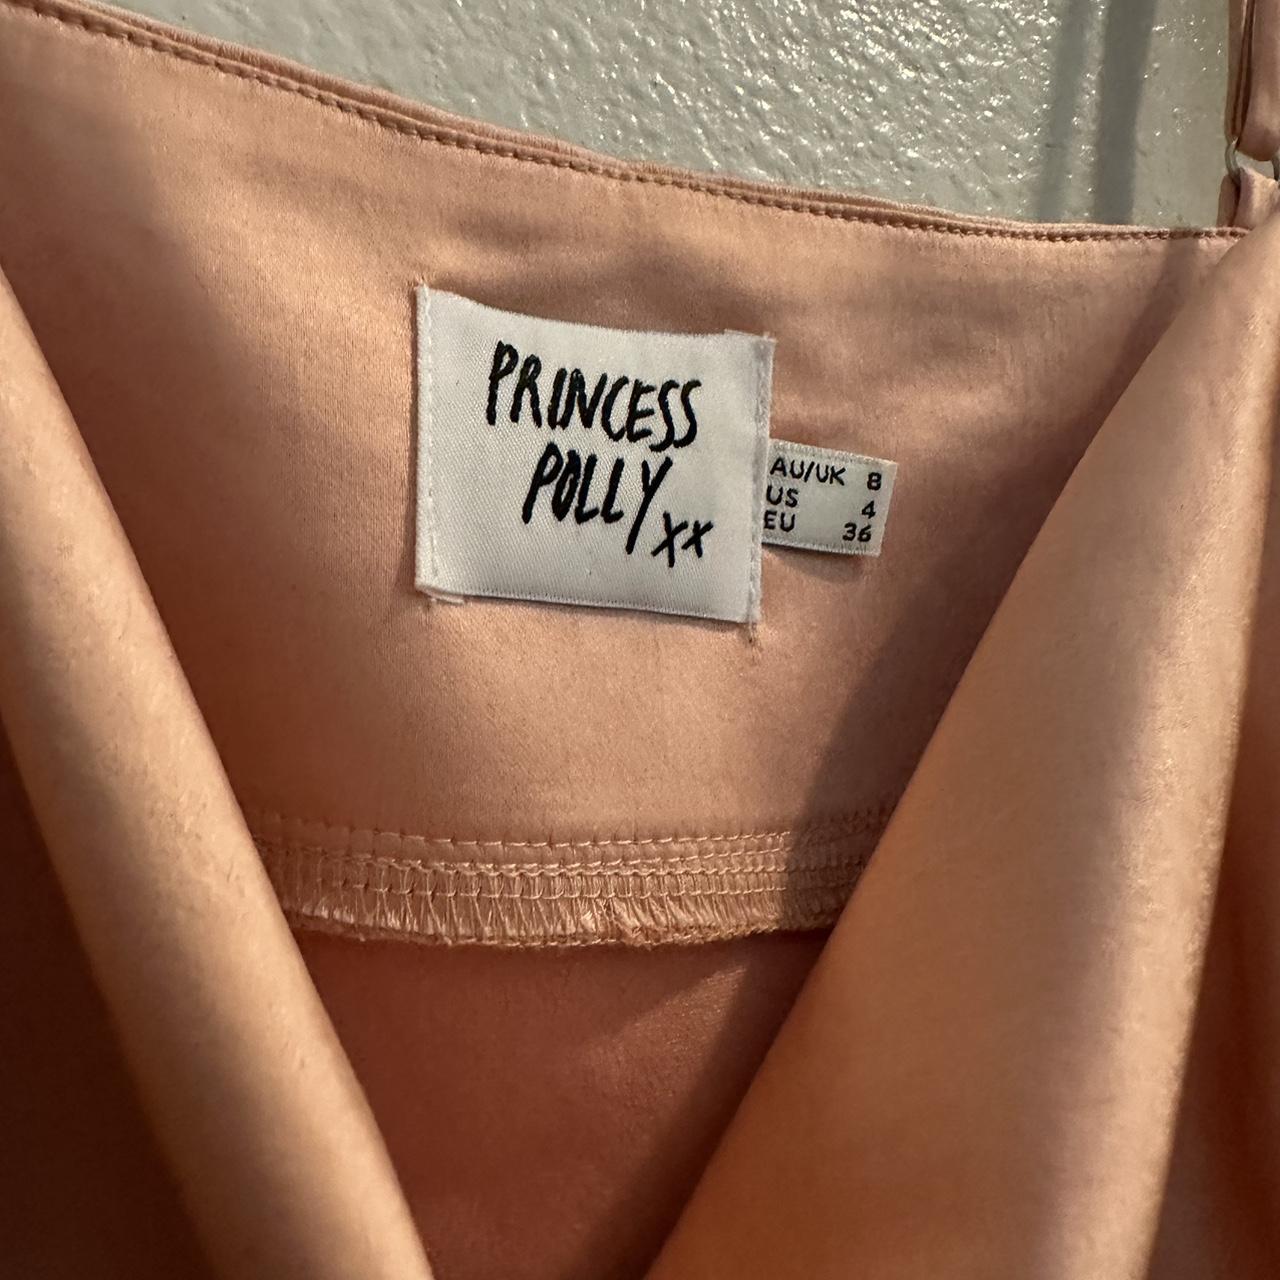 PRINCESS
POLLY xx
AU/UK 8
US 4
EU 36